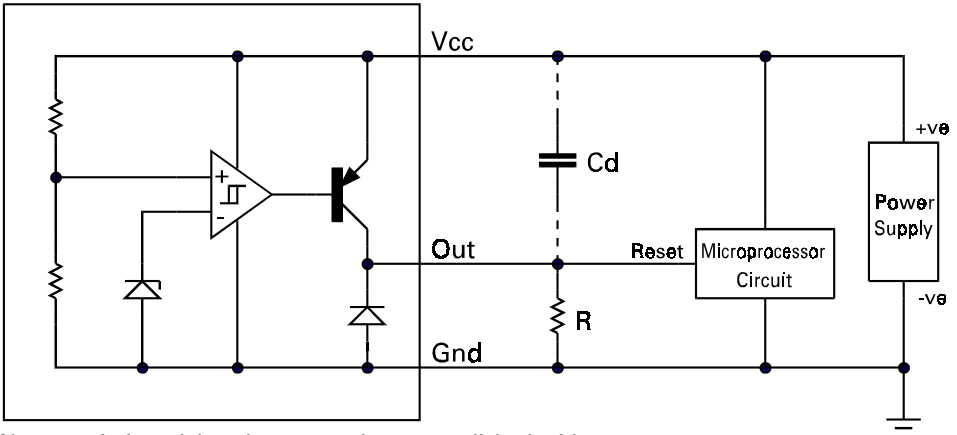 Vcc
+ve
+
-
Cd
Power
Supply
Out
Reset
Microprocessor
Circuit
-ve
R
Gnd